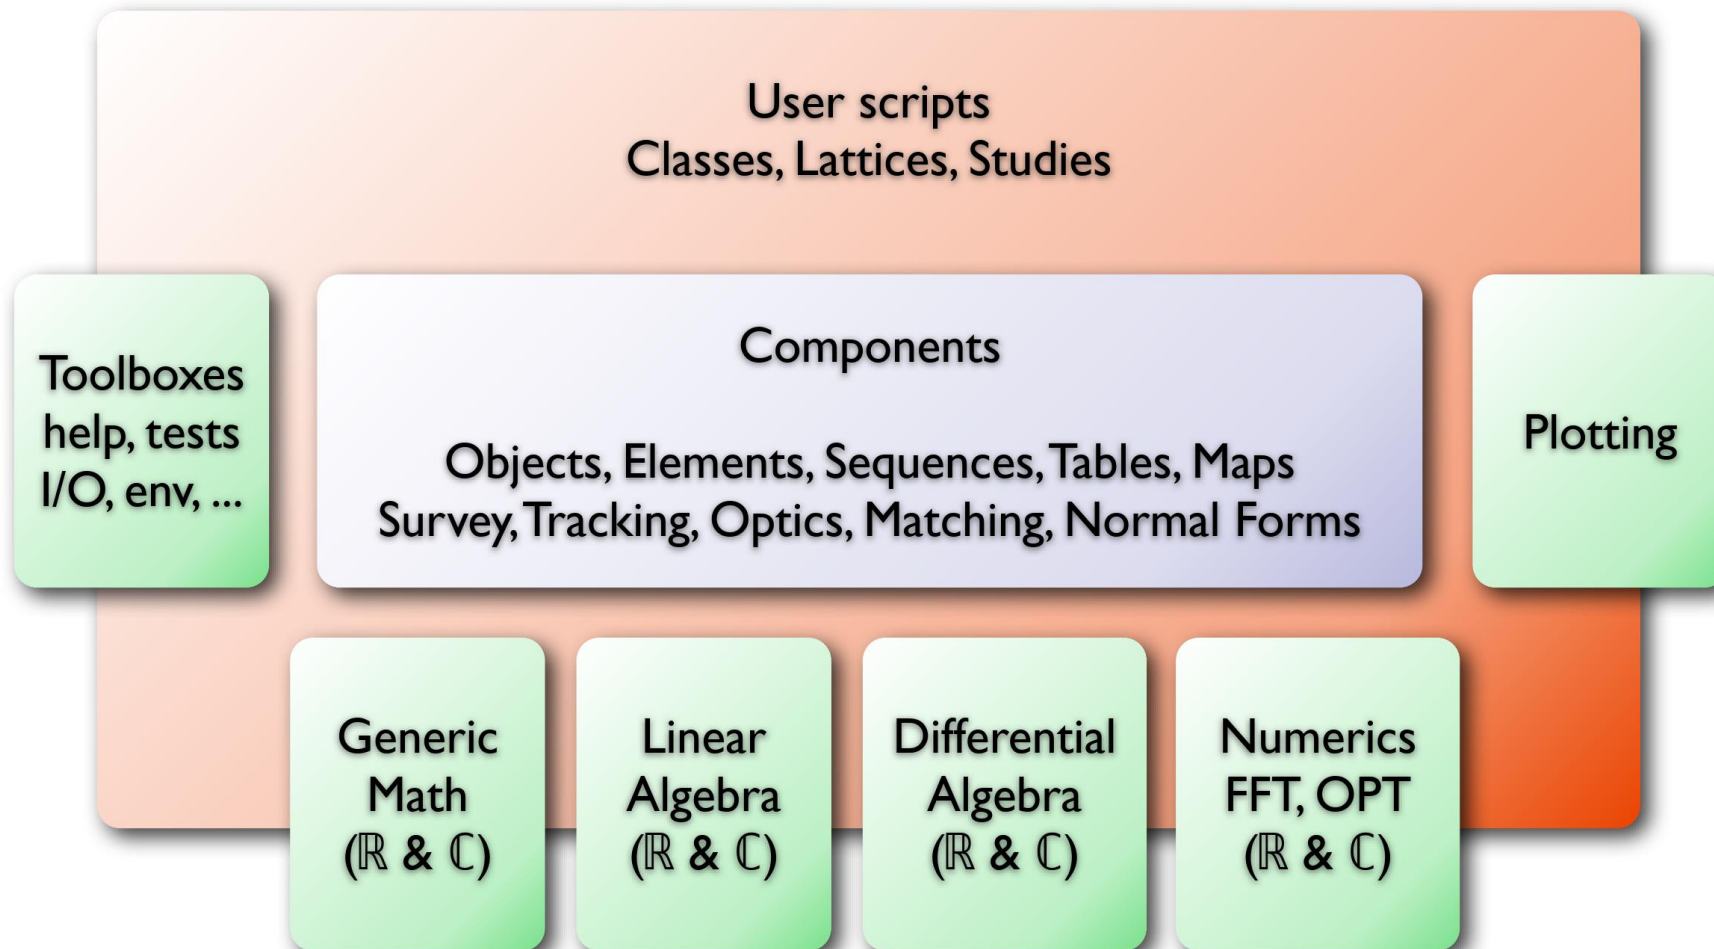 User scripts
Classes, Lattices, Studies
Toolboxes
help, tests
I/O, env, ...
Components
Objects, Elements, Sequences, Tables, Maps
Survey, Tracking, Optics, Matching, Normal Forms
Plotting
Generic
Math
(ℝ & ℂ)
Linear
Algebra
(ℝ & ℂ)
Differential
Algebra
(ℝ & ℂ)
Numerics
FFT, OPT
(ℝ & ℂ)